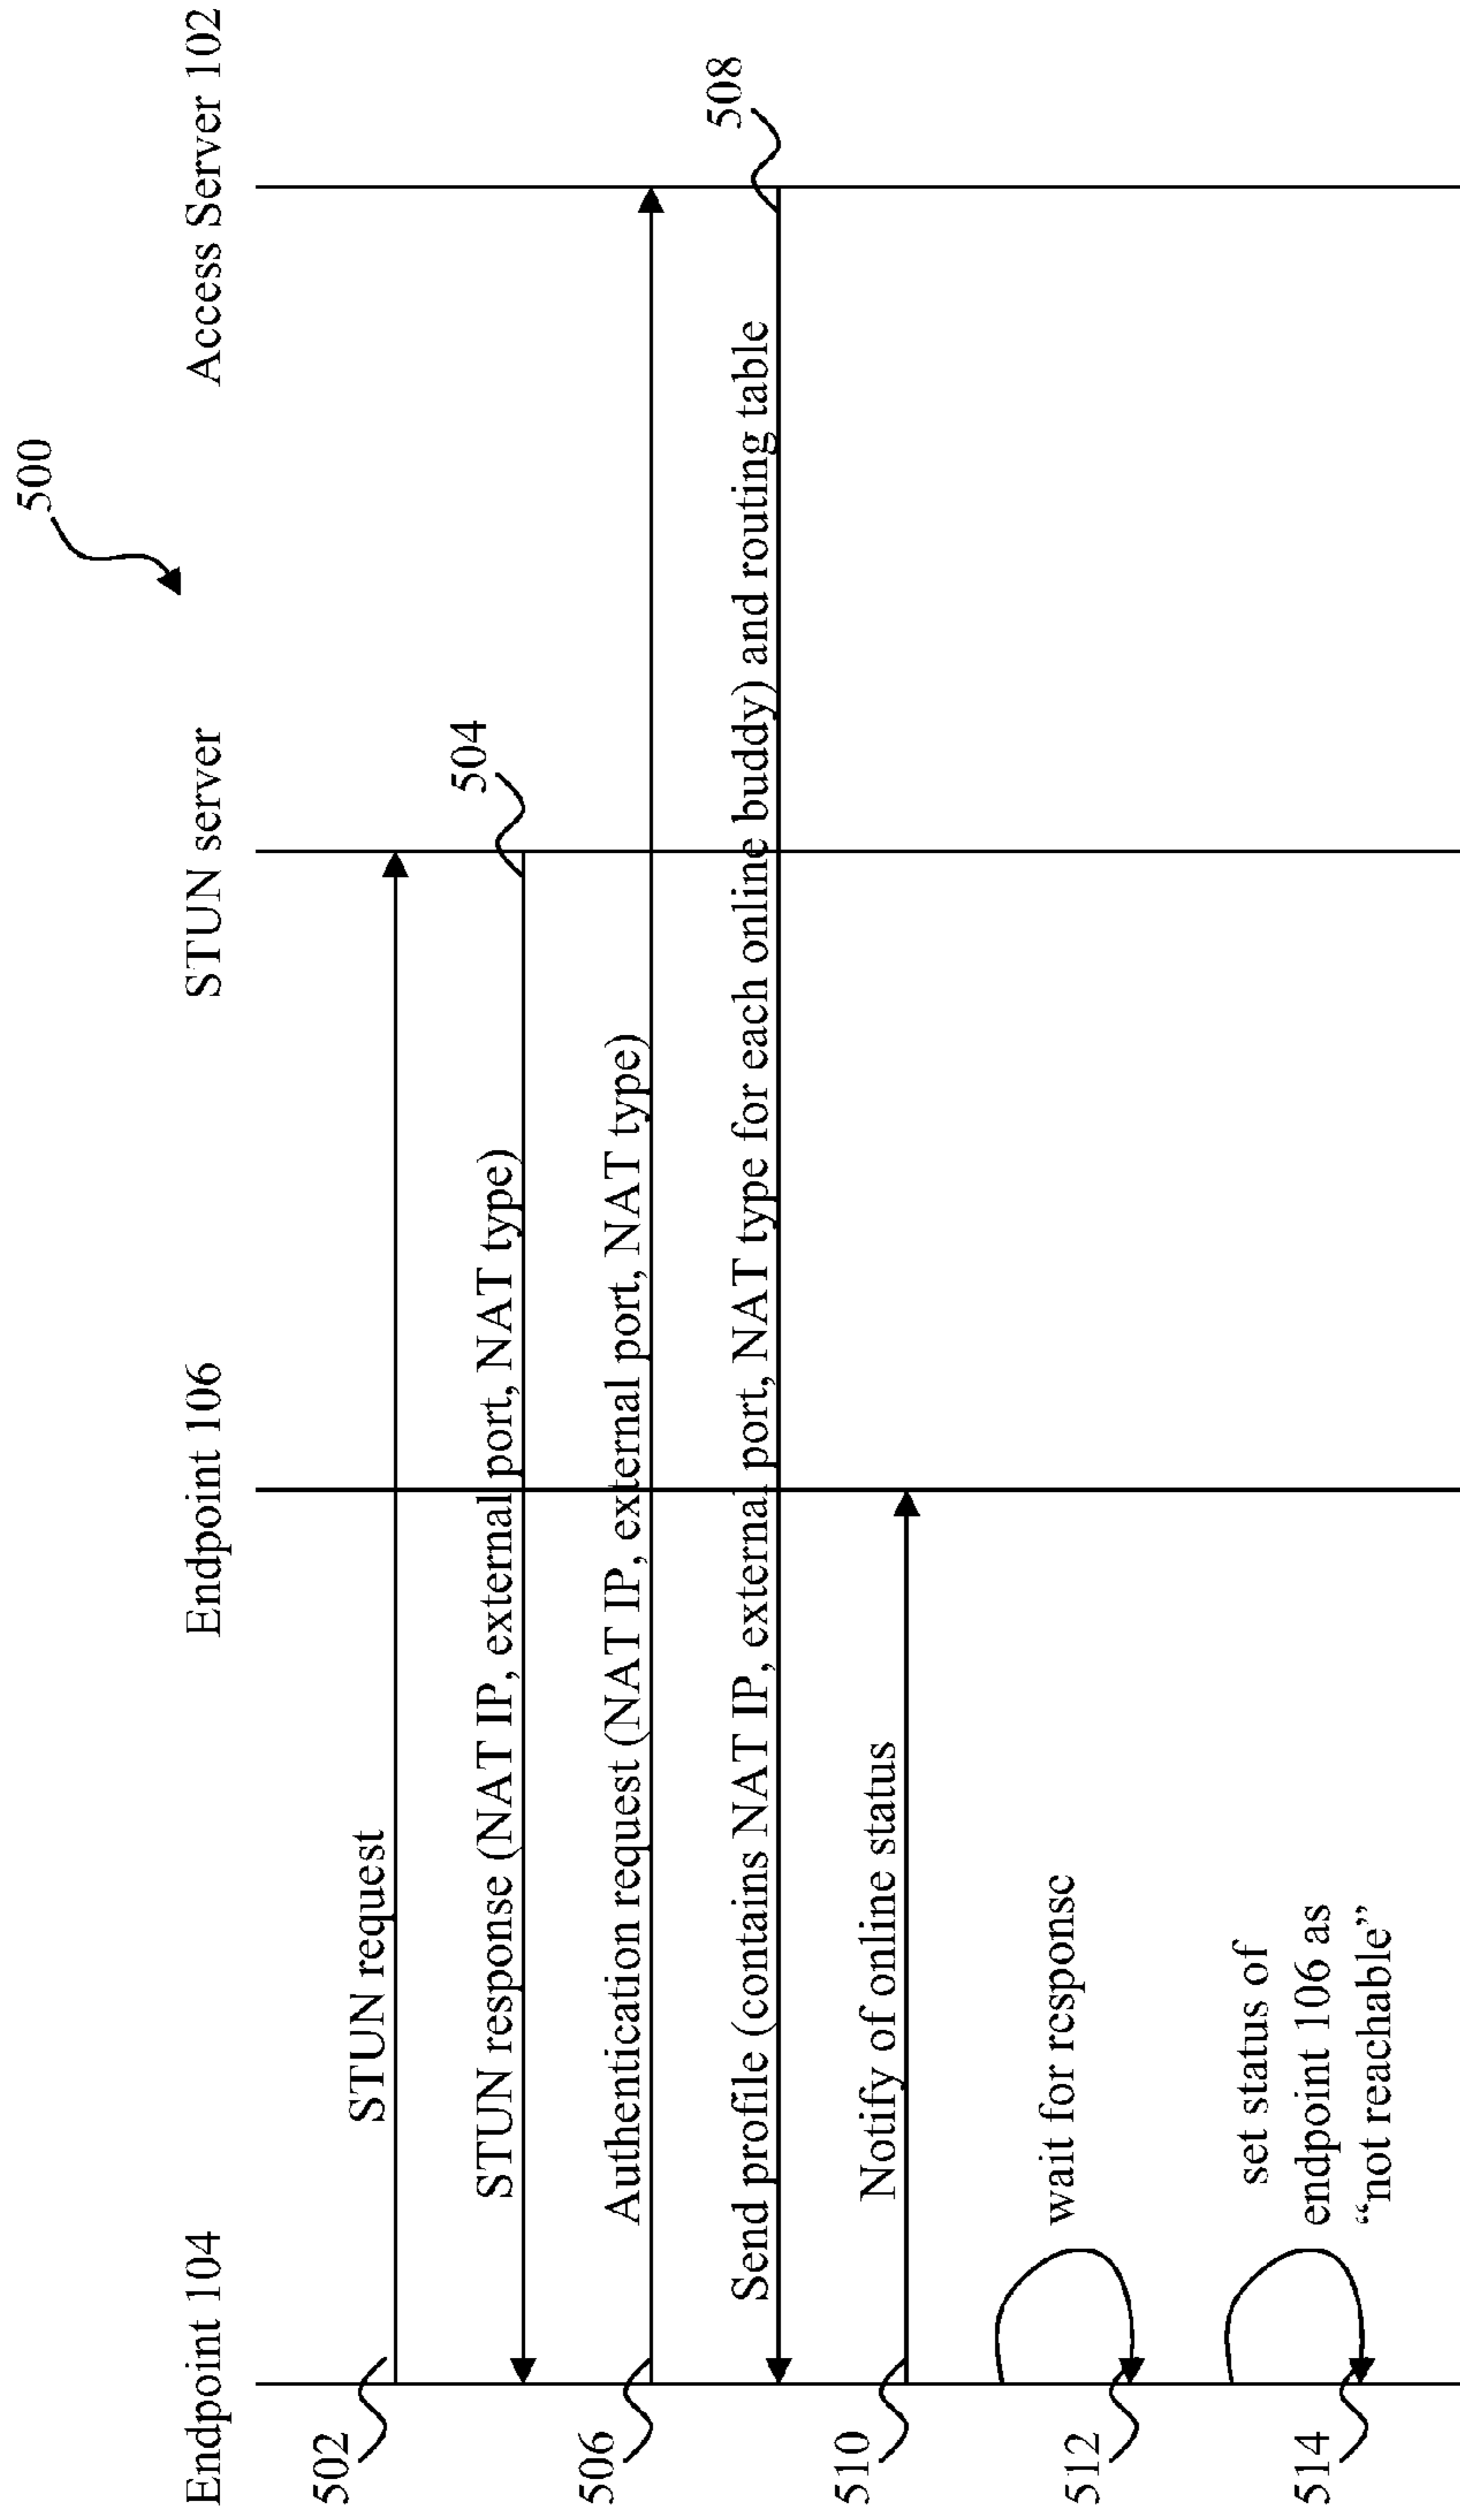 500
Endpoint 104
Endpoint 106
STUN server
Access Server 102
502
STUN request
504
STUN response (NAT IP, external port, NAT type)
506
Authentication request (NAT IP, external port, NAT type)
508
Send profile (contains NAT IP, external port, NAT type for each online buddy) and routing table
510
Notify of online status
512
wait for response
514
set status of
endpoint 106 as
“not reachable”